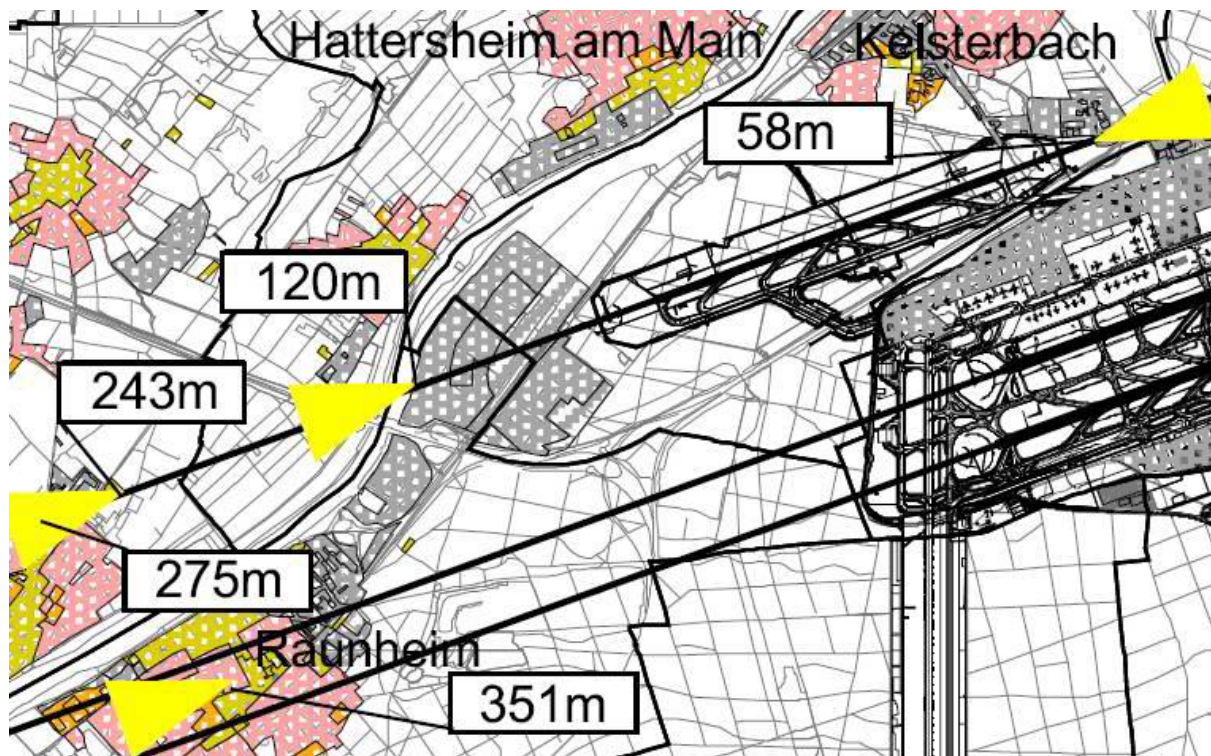 Hattersheim am Main
Kelsterbach
58m
120m
243m
275m
Raunheim
351m